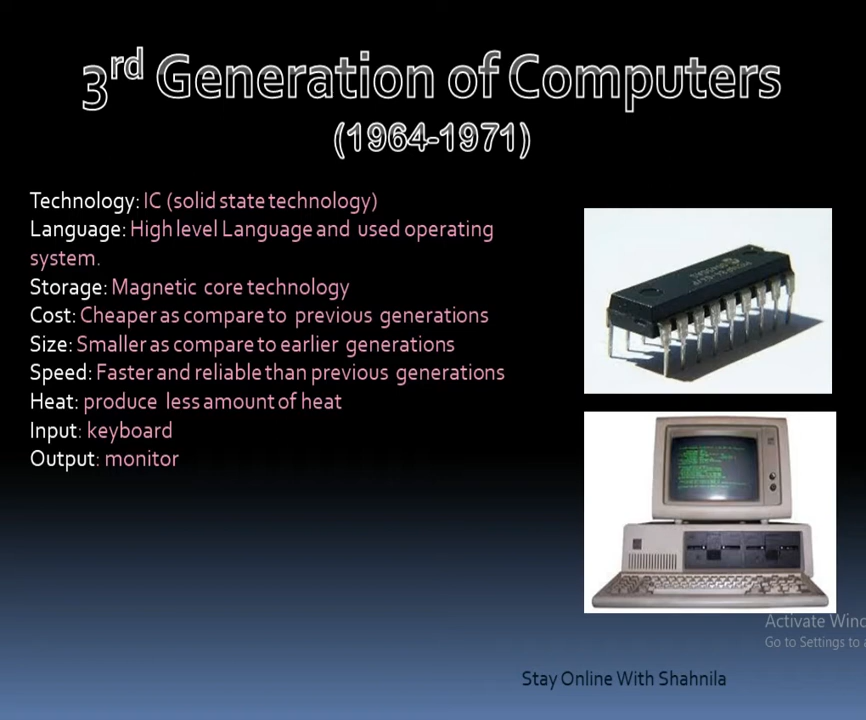 3rd Generation of Computers
(1964-1971)
Technology: IC (solid state technology)
Language: High level Language and used operating
system.
Storage: Magnetic core technology
Cost: Cheaper as compare to previous generations
Size: Smaller as compare to earlier generations
Speed: Faster and reliable than previous generations
Heat: produce less amount of heat
Input: keyboard
Output: monitor
Activate Wind
Go to Settings to a
Stay Online With Shahnila